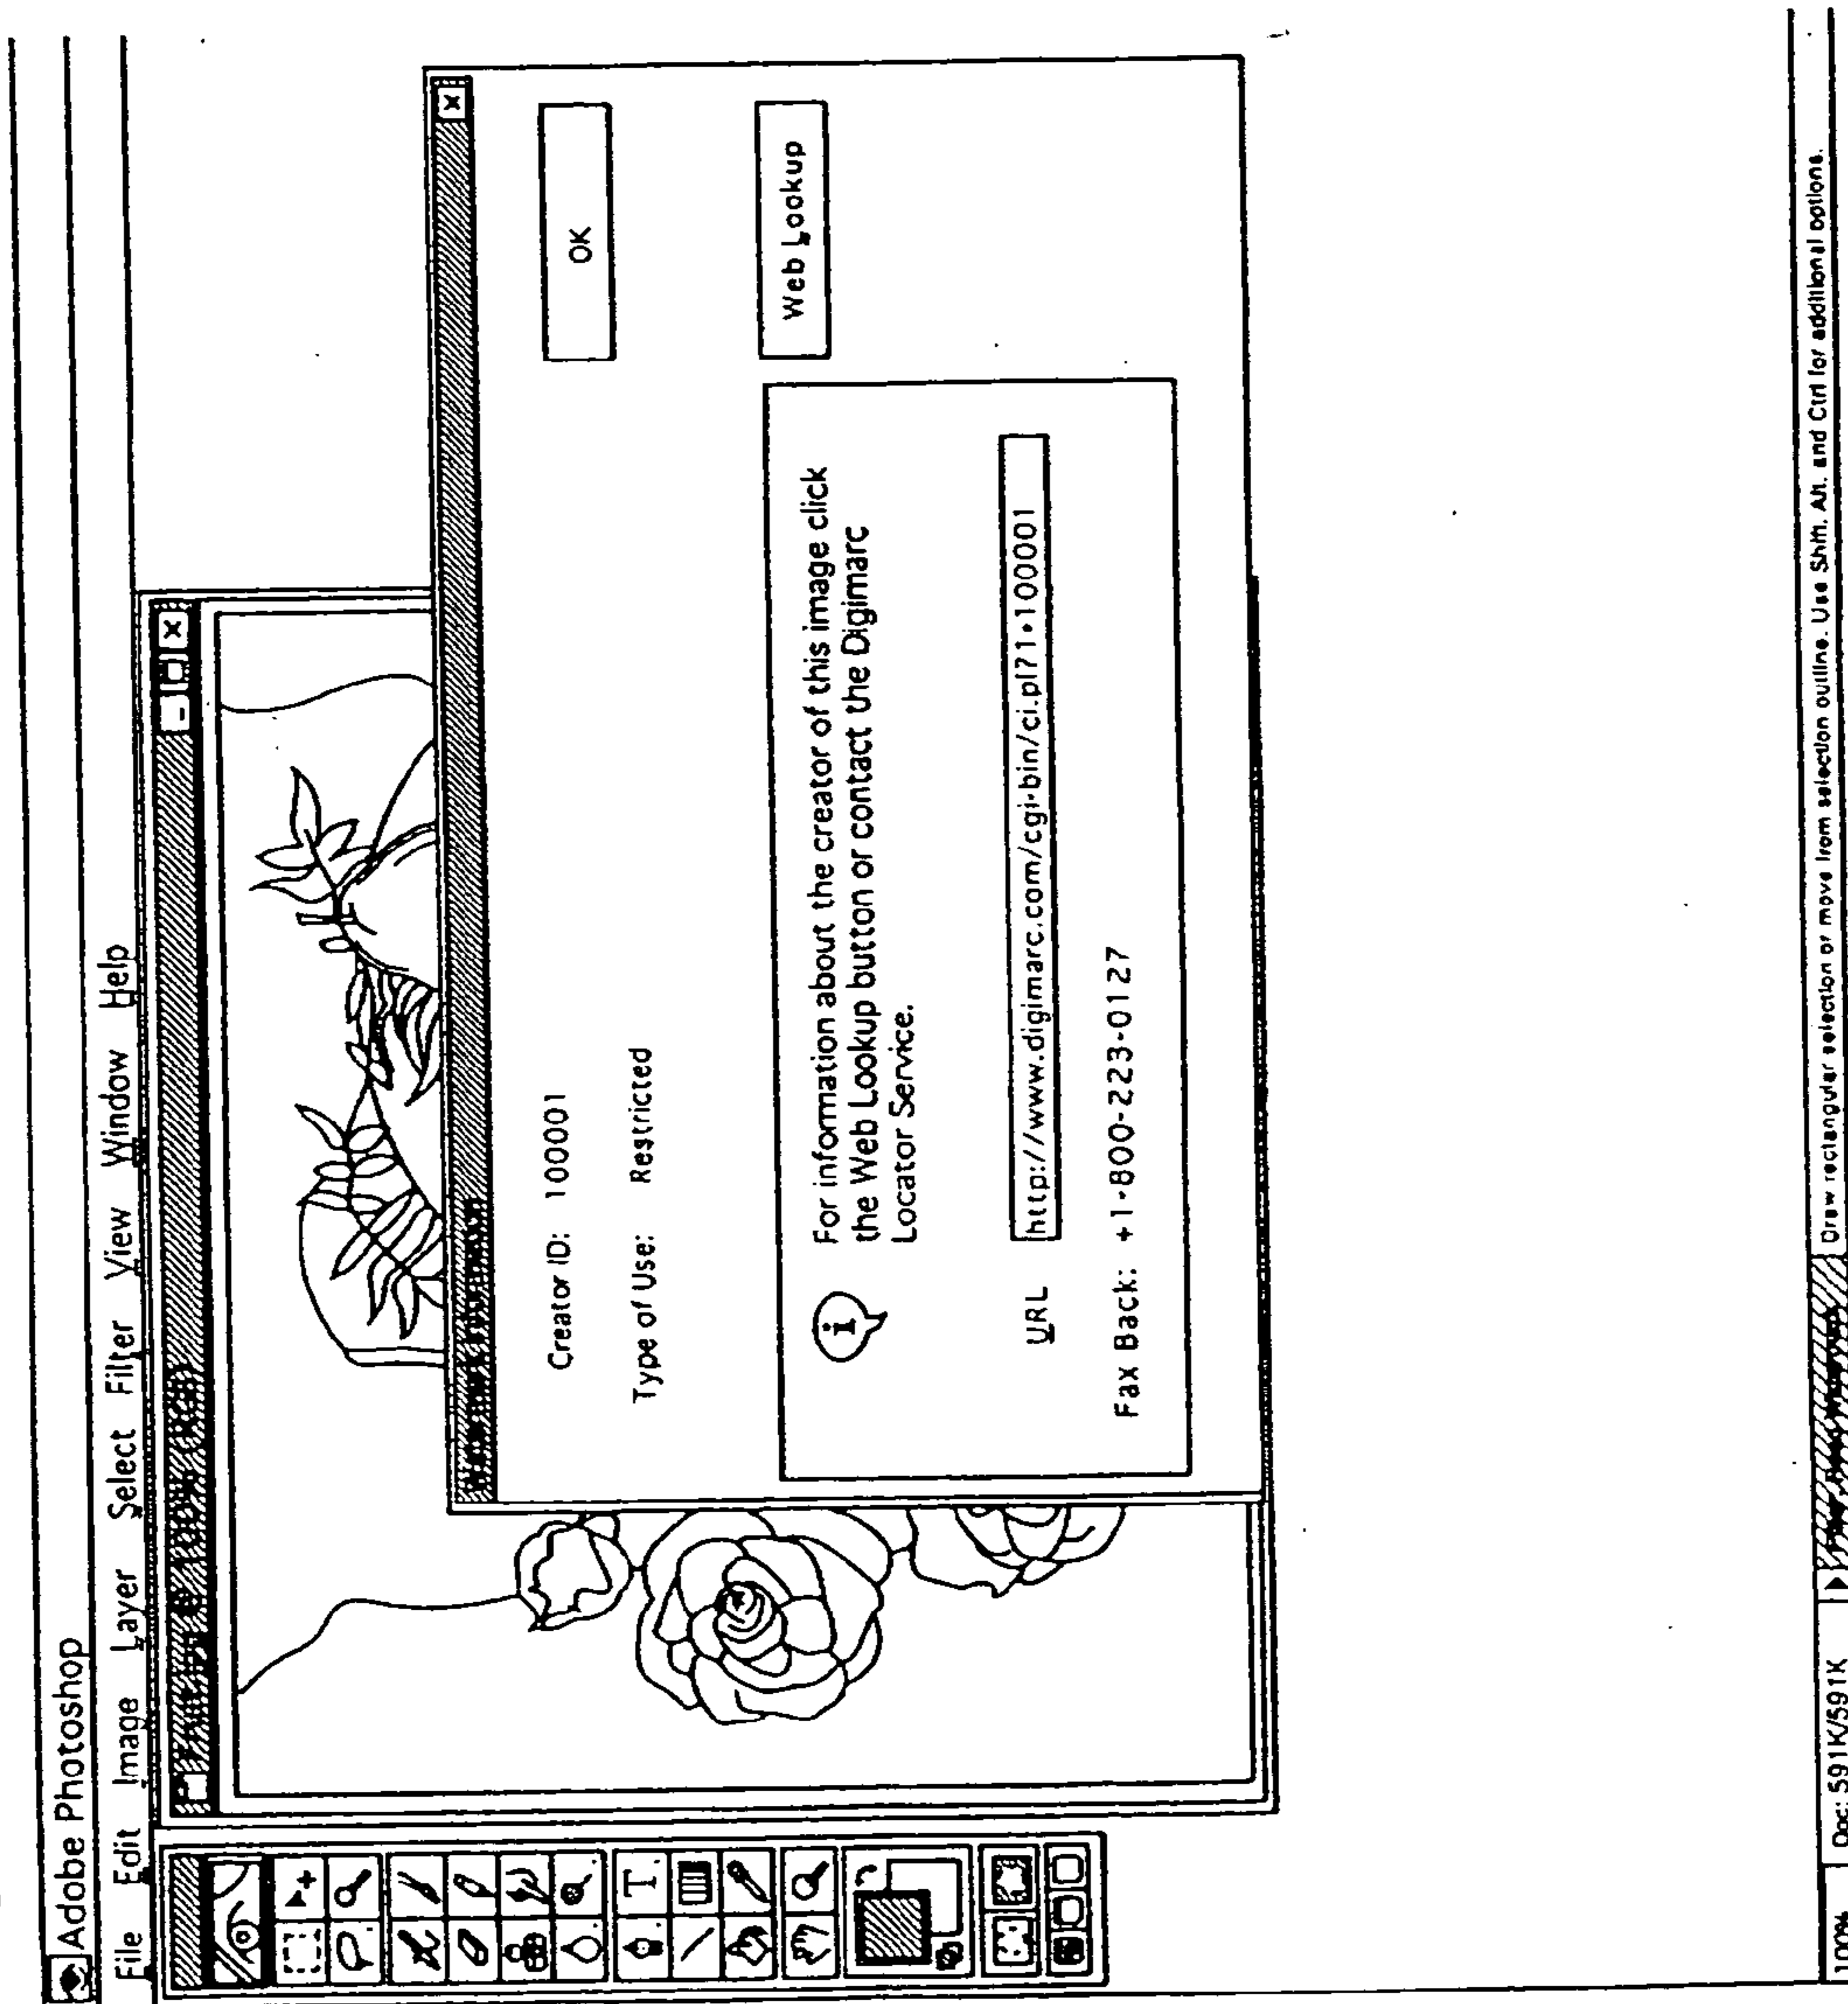 Adobe Photoshop
File Edit Image Layer Select Filter View Window Help
Creator ID: 100001
OK
Type of Use: Restricted
For information about the creator of this image click
the Web Lookup button or contact the Digimarc
Locator Service.
Web Lookup
URL http://www.digimarc.com/cgi-bin/ci.pl?1+100001
Fax Back: +1-800-223-0127
T
100% Doc: 591K/591K Draw rectangular selection or move from selection outline. Use Shift, Alt, and Ctrl for additional options.